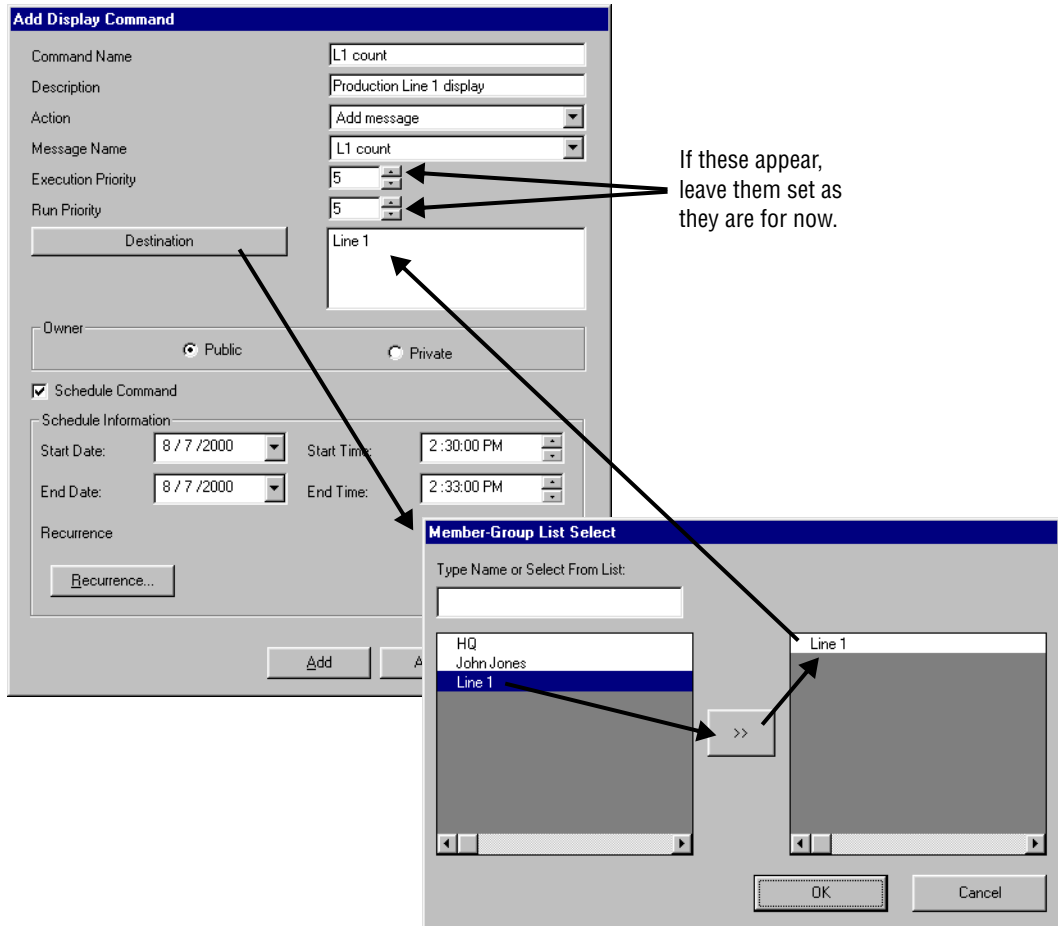 Add Display Command
Command Name
L1 count
Description
Production Line 1 display
Action
Add message
Message Name
L1 count
Execution Priority
5
Run Priority
5
If these appear,
leave them set as
they are for now.
Destination
Line 1
Owner
Public
Private
Schedule Command
Schedule Information
Start Date:
8 / 7 /2000
Start Time:
2 :30:00 PM
End Date:
8 / 7 /2000
End Time:
2 :33:00 PM
Recurrence
Recurrence...
Add
A
Member-Group List Select
Type Name or Select From List:
HQ
John Jones
Line 1
>>
Line 1
OK
Cancel